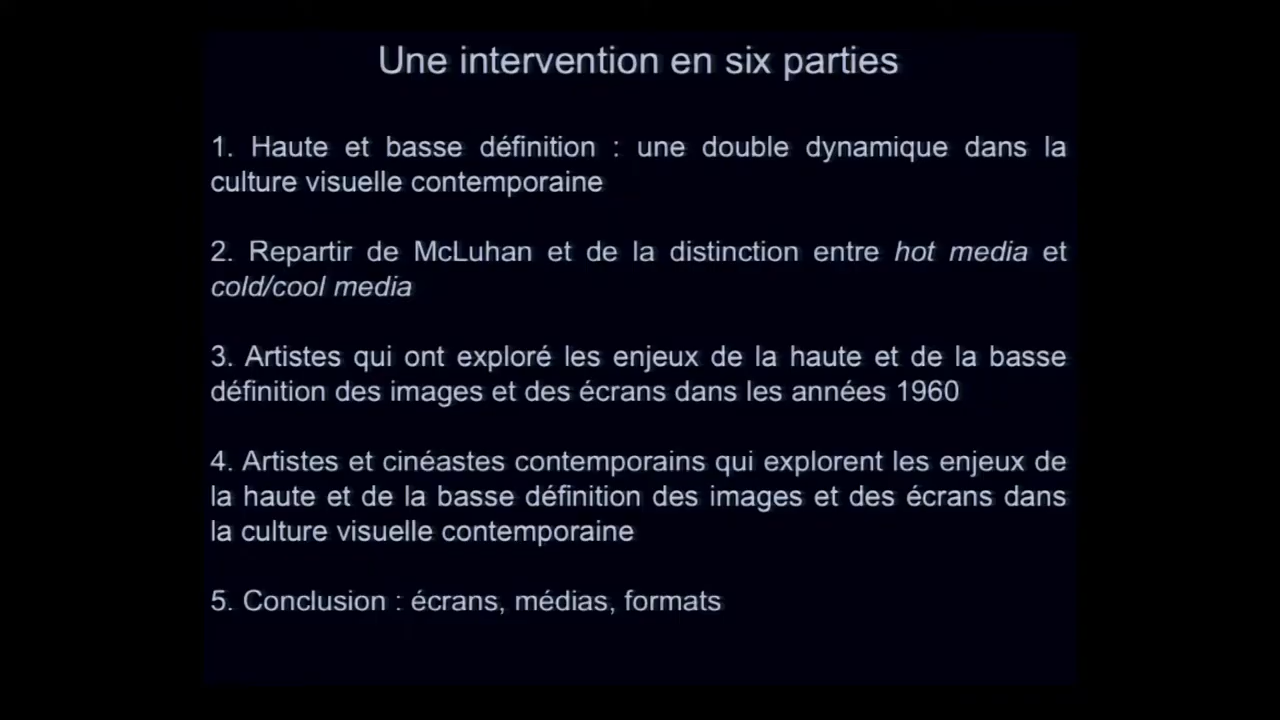 Une intervention en six parties
1. Haute et basse définition : une double dynamique dans la
culture visuelle contemporaine
2. Repartir de McLuhan et de la distinction entre hot media et
cold/cool media
3. Artistes qui ont exploré les enjeux de la haute et de la basse
définition des images et des écrans dans les années 1960
4. Artistes et cinéastes contemporains qui explorent les enjeux de
la haute et de la basse définition des images et des écrans dans
la culture visuelle contemporaine
5. Conclusion : écrans, médias, formats